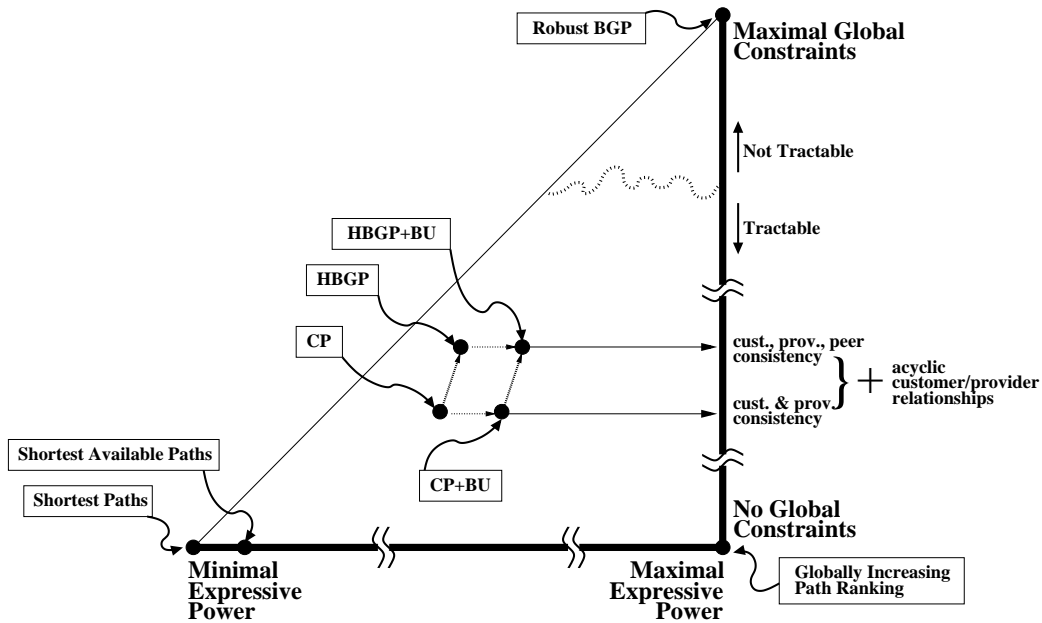 Robust BGP
Maximal Global
Constraints
Not Tractable
Tractable
HBGP+BU
HBGP
CP
cust., prov., peer
consistency
}
+
acyclic
customer/provider
relationships
cust. & prov.
consistency
Shortest Available Paths
CP+BU
Shortest Paths
No Global
Constraints
Minimal
Expressive
Power
Maximal
Expressive
Power
Globally Increasing
Path Ranking